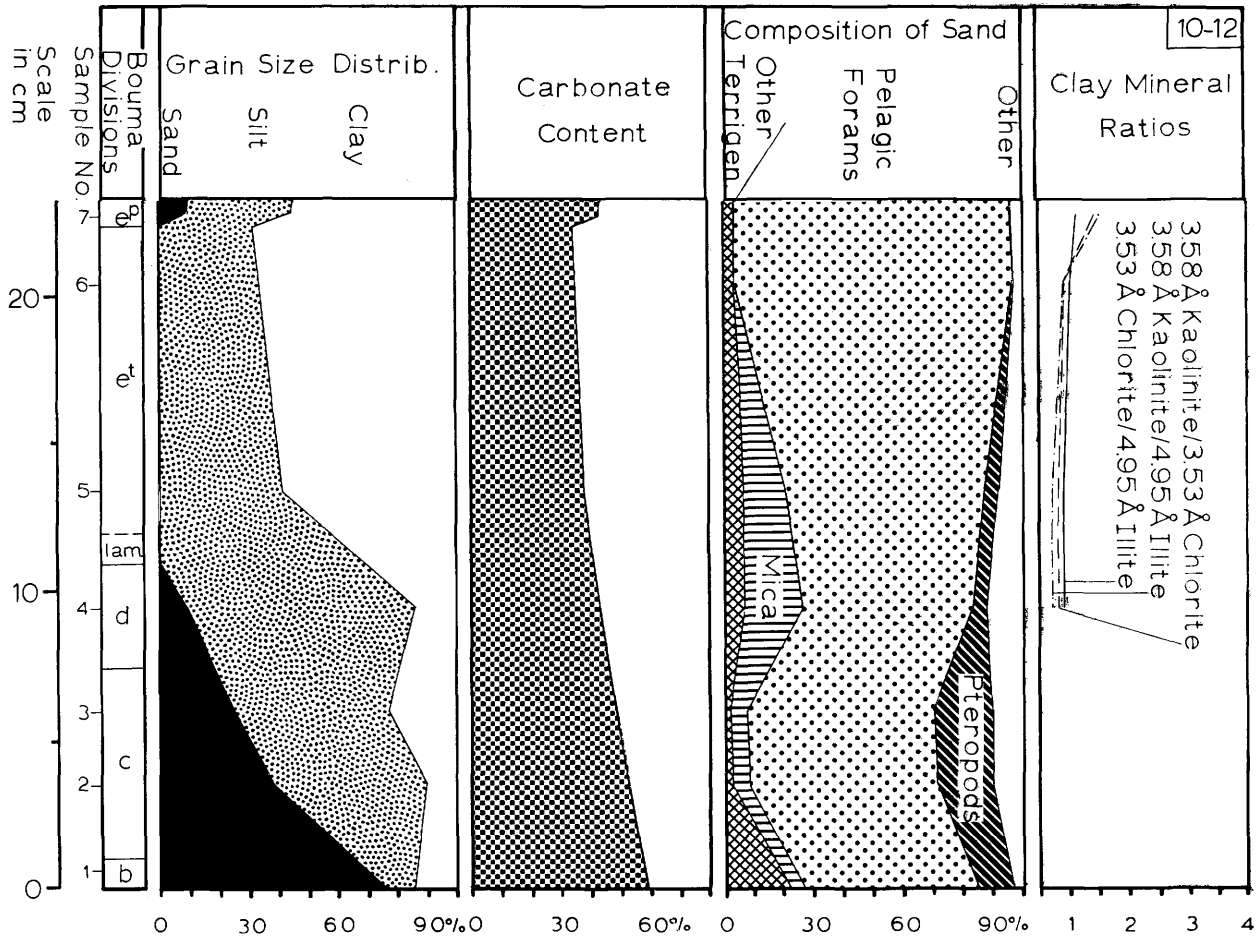 Scale
in cm
Sample No.
Bouma
Divisions
Grain Size Distrib.
Sand
Silt
Clay
Carbonate
Content
Composition of Sand
Other
Terrigen
Pelagic
Forams
Other
10-12
Clay Mineral
Ratios
20
10
0
7
6
5
4
3
2
1
e^p
e^t
lam
d
c
b
Mica
Pteropods
3.58 Å Kaolinite/3.53 Å Chlorite
3.58 Å Kaolinite/4.95 Å Illite
3.53 Å Chlorite/4.95 Å Illite
0 30 60 90%
0 30 60%
0 30 60 90%
1 2 3 4